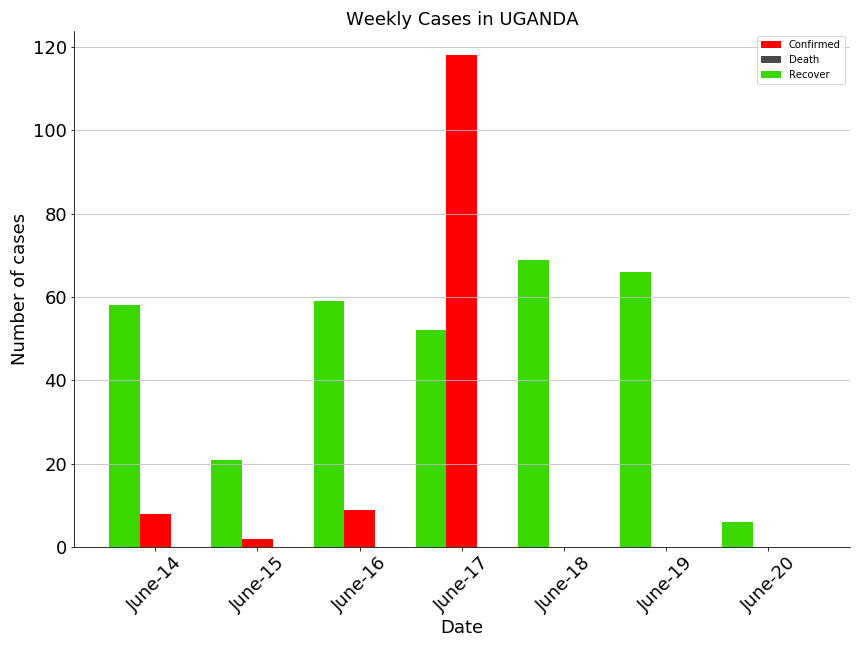 Weekly Cases in UGANDA
Confirmed
Death
Recover
Number of cases
120
100
80
60
40
20
0
June-14
June-15
June-16
June-17
June-18
June-19
June-20
Date